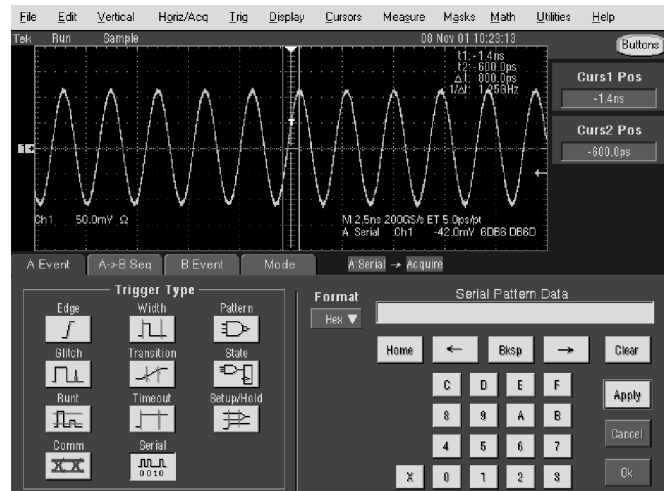 File Edit Vertical Horiz/Acq Trig Display Cursors Measure Masks Math Utilities Help
Tek Run Sample 08 Nov 01 10:23:13
Buttons
t1: -1.4ns
t2: -600.0ps
Δt: 800.0ps
1/Δt: 1.25GHz
Curs1 Pos
-1.4ns
Curs2 Pos
-600.0ps
Ch1 50.0mV Ω M 2.5ns 200GS/s ET 5.0ps/pt
A Serial Ch1 -42.0mV 6DB6 DB6D
A Event A->B Seq B Event Mode A:Serial → Acquire
Trigger Type
Edge Width Pattern
Glitch Transition State
Runt Timeout Setup/Hold
Comm Serial
0010
Format
Hex
Serial Pattern Data
Home ← Bksp → Clear
C D E F
Apply
8 9 A B
Cancel
4 5 6 7
X 0 1 2 3
Ok